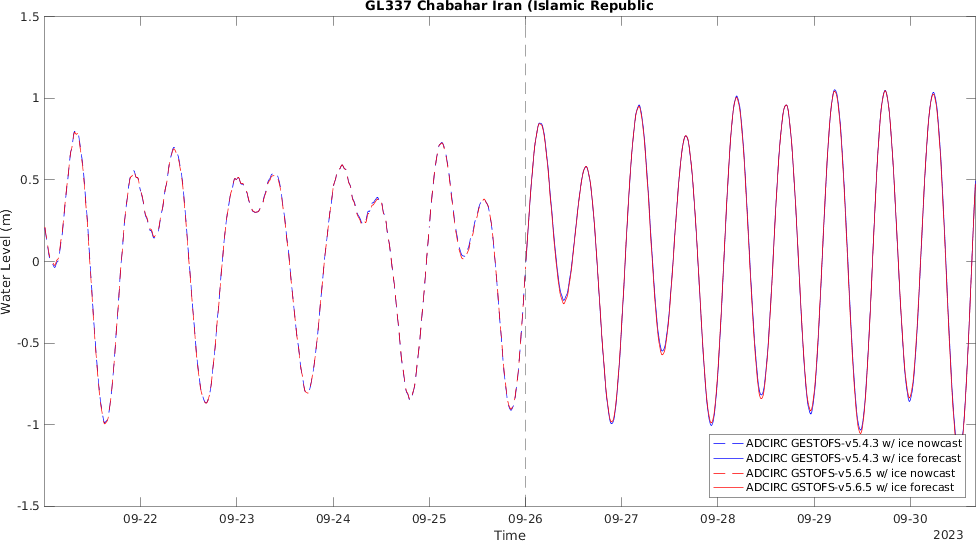 GL337 Chabahar Iran (Islamic Republic
1.5
1
0.5
0
-0.5
-1
-1.5
Water Level (m)
ADCIRC GESTOFS-v5.4.3 w/ ice nowcast
ADCIRC GESTOFS-v5.4.3 w/ ice forecast
ADCIRC GSTOFS-v5.6.5 w/ ice nowcast
ADCIRC GSTOFS-v5.6.5 w/ ice forecast
09-22 09-23 09-24 09-25 09-26 09-27 09-28 09-29 09-30
Time
2023